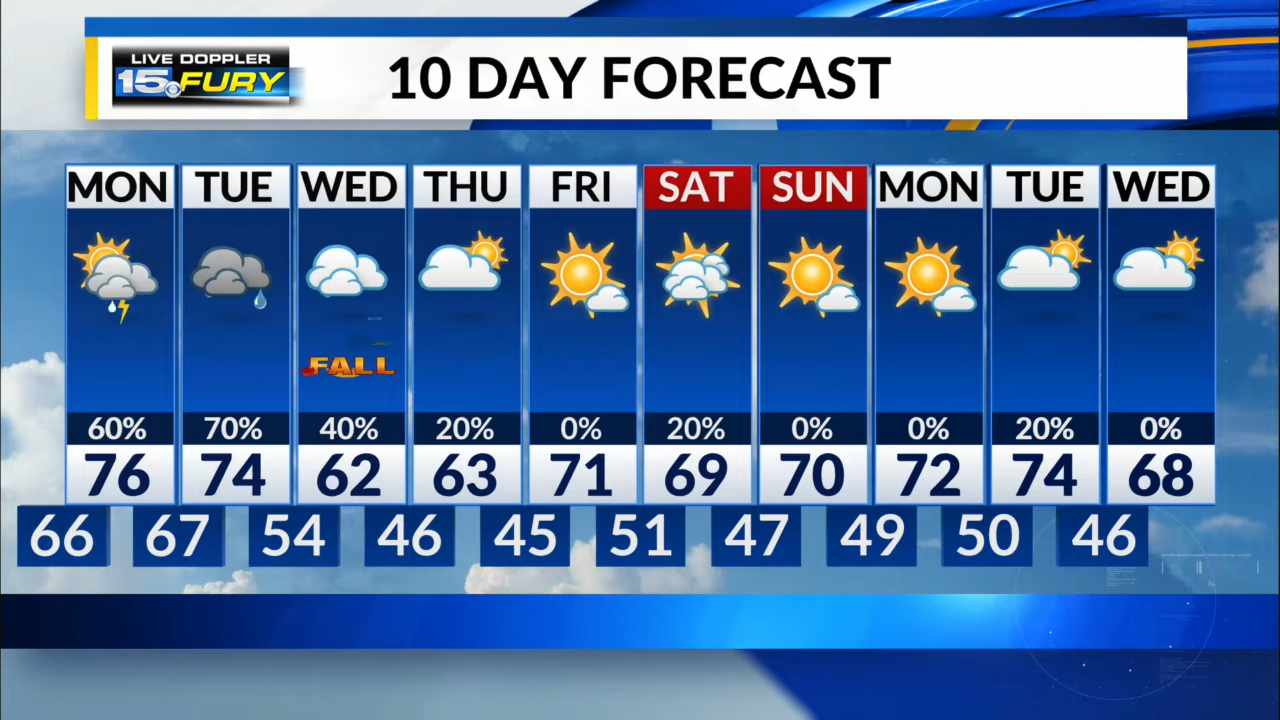 LIVE DOPPLER
15 FURY
10 DAY FORECAST
MON TUE WED THU FRI SAT SUN MON TUE WED
FALL
60% 70% 40% 20% 0% 20% 0% 0% 20% 0%
76 74 62 63 71 69 70 72 74 68
66 67 54 46 45 51 47 49 50 46